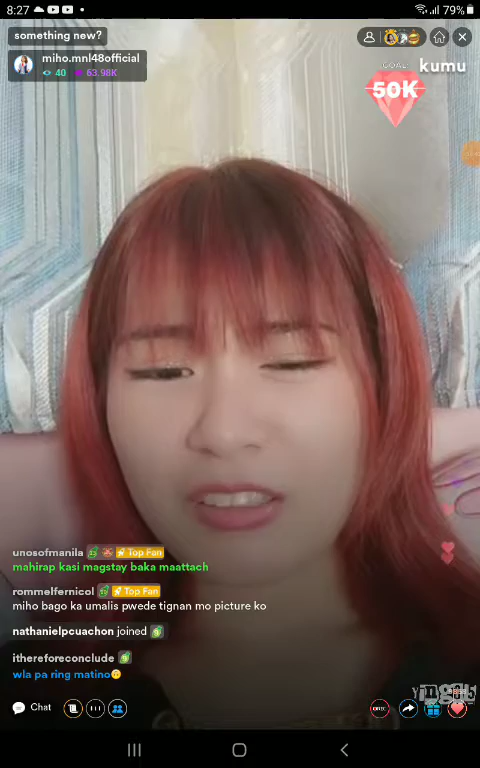 8:27
79%
something new?
miho.mnl48official
40
63.98K
GOAL:
kumu
50K
unosofmanila Top Fan
mahirap kasi magstay baka maattach
rommelfernicol Top Fan
miho bago ka umalis pwede tignan mo picture ko
nathanielpcuachon joined
ithereforeconclude
wla pa ring matino
Chat
REC